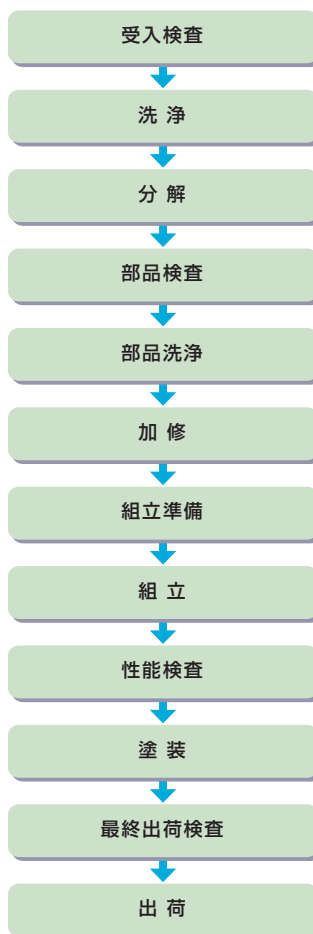 受入検査
洗 浄
分 解
部品検査
部品洗浄
加 修
組立準備
組 立
性能検査
塗 装
最終出荷検査
出 荷